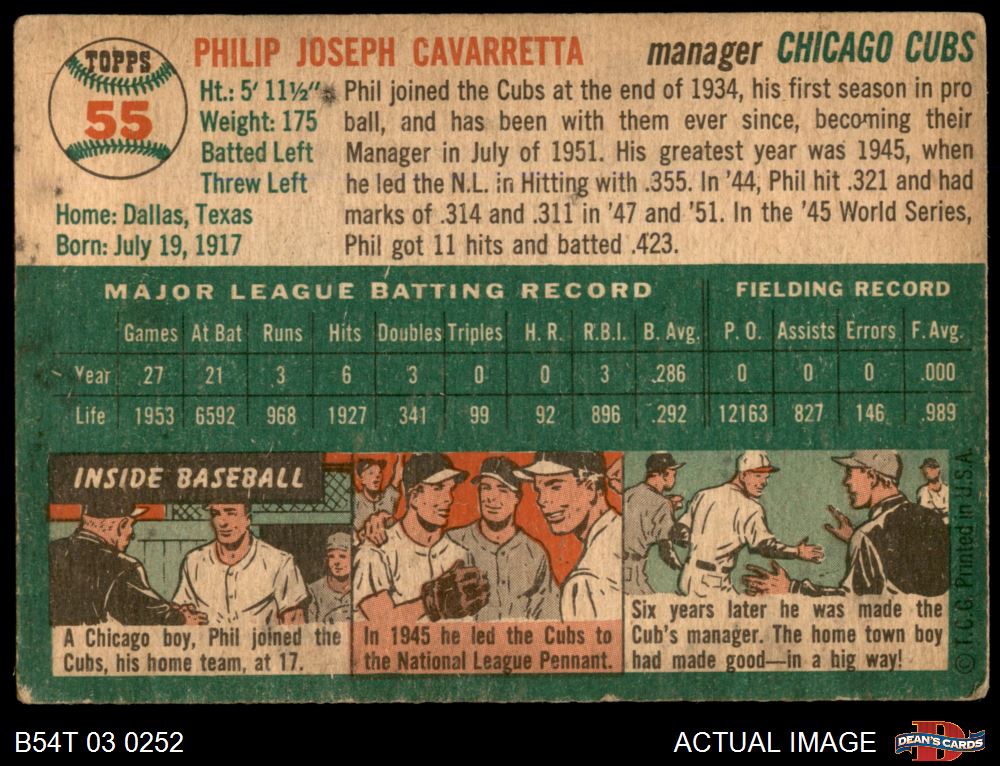 TOPPS
55
PHILIP JOSEPH CAVARRETTA
manager CHICAGO CUBS
Ht.: 5' 11½"
Weight: 175
Batted Left
Threw Left
Home: Dallas, Texas
Born: July 19, 1917
Phil joined the Cubs at the end of 1934, his first season in pro
ball, and has been with them ever since, becoming their
Manager in July of 1951. His greatest year was 1945, when
he led the N.L. in Hitting with .355. In '44, Phil hit .321 and had
marks of .314 and .311 in '47 and '51. In the '45 World Series,
Phil got 11 hits and batted .423.
MAJOR LEAGUE BATTING RECORD FIELDING RECORD
Games At Bat Runs Hits Doubles Triples H. R. R.B.I. B. Avg. P. O. Assists Errors F. Avg.
Year 27 21 3 6 3 0 0 3 .286 0 0 0 .000
Life 1953 6592 968 1927 341 99 92 896 .292 12163 827 146 .989
INSIDE BASEBALL
A Chicago boy, Phil joined the
Cubs, his home team, at 17.
In 1945 he led the Cubs to
the National League Pennant.
Six years later he was made the
Cub's manager. The home town boy
had made good—in a big way!
© T.C.G. Printed in U.S.A.
B54T 03 0252
ACTUAL IMAGE
DEAN'S CARDS